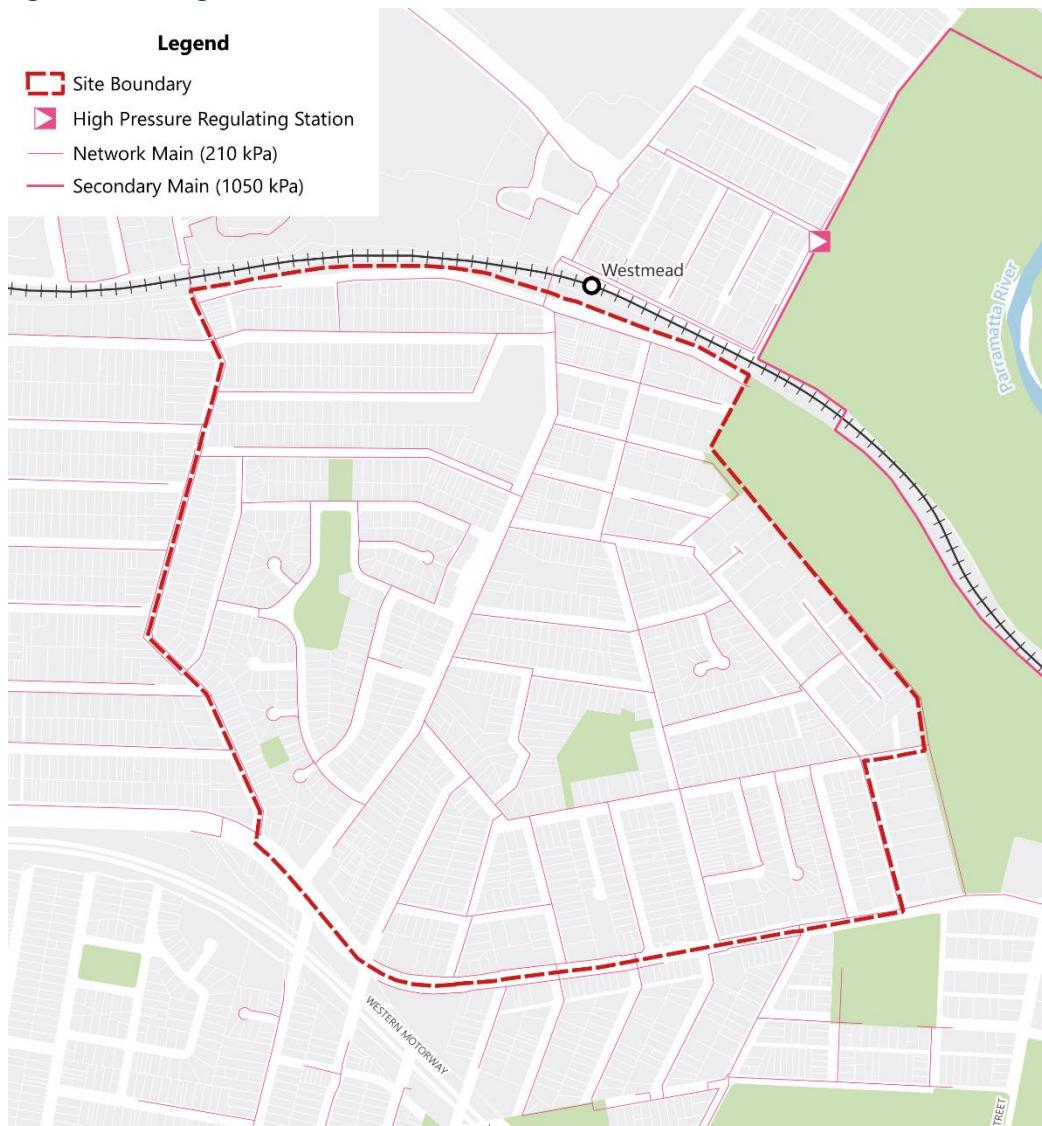 Legend
Site Boundary
High Pressure Regulating Station
Network Main (210 kPa)
Secondary Main (1050 kPa)
Westmead
Parramatta River
WESTERN MOTORWAY
STREET